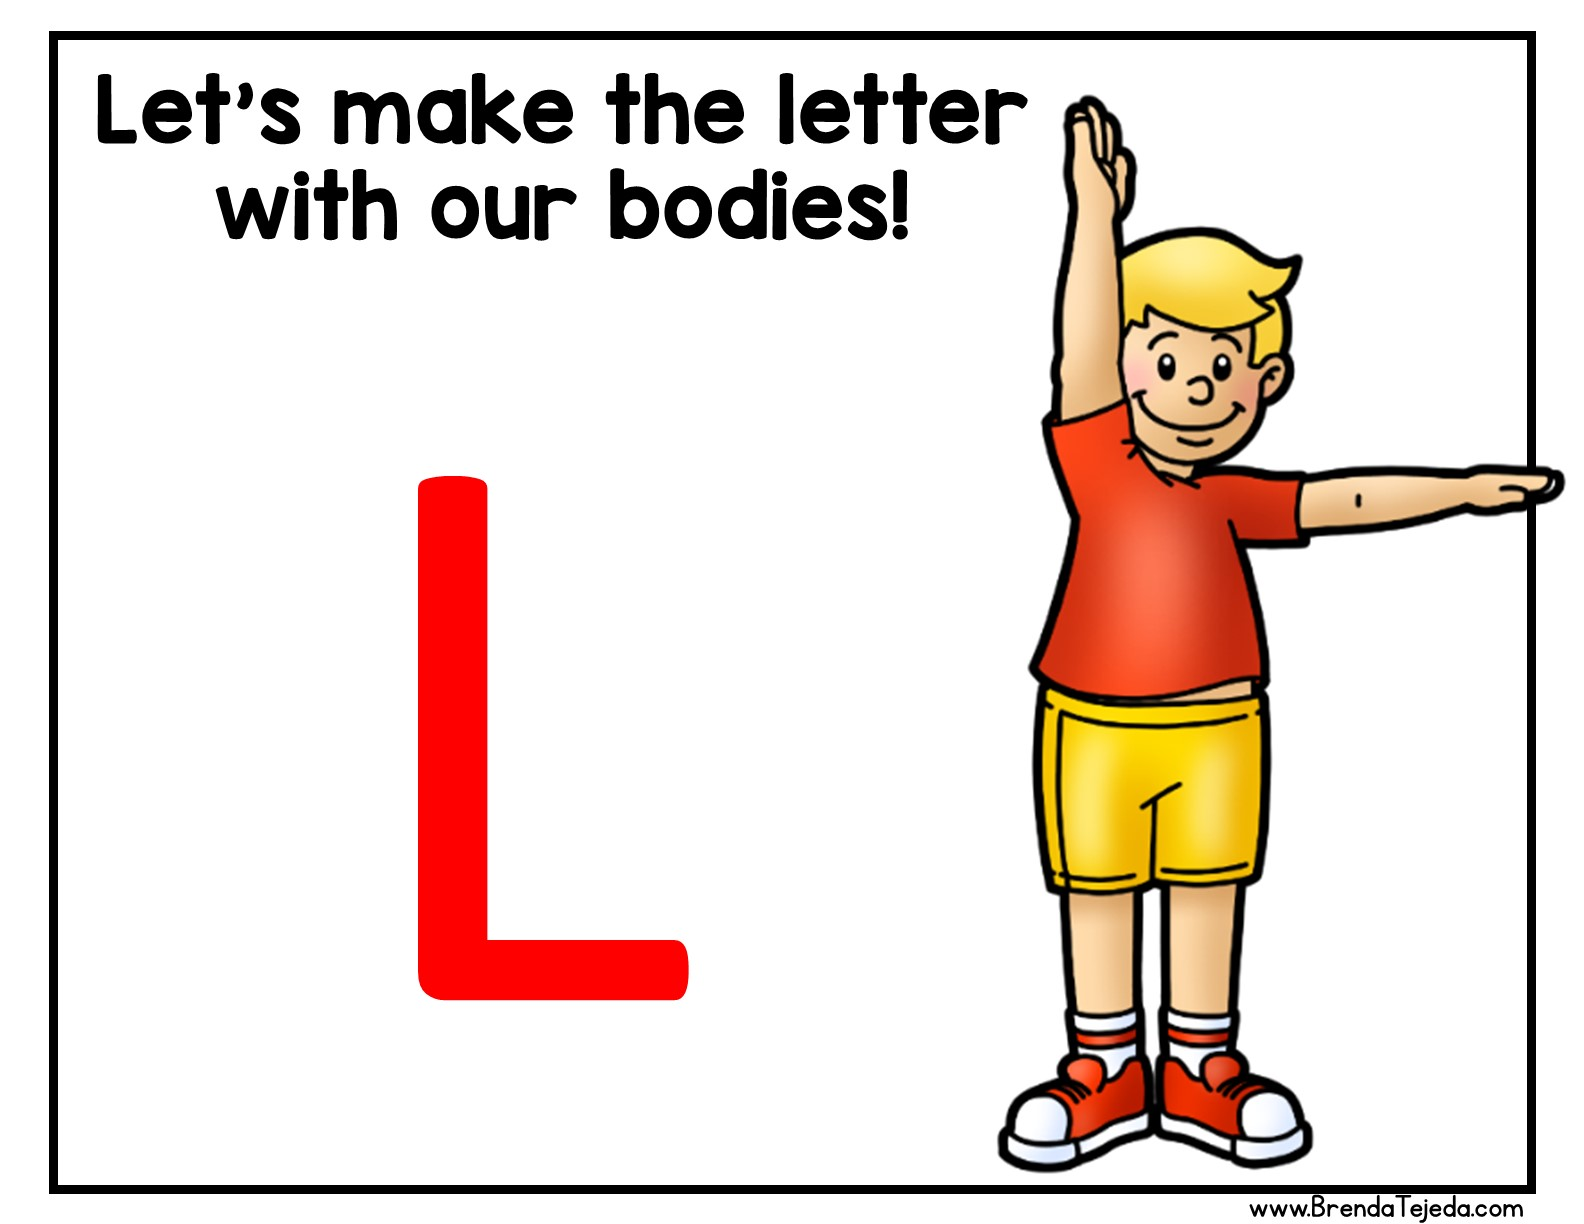 Let's make the letter
with our bodies!
L
www.BrendaTejeda.com